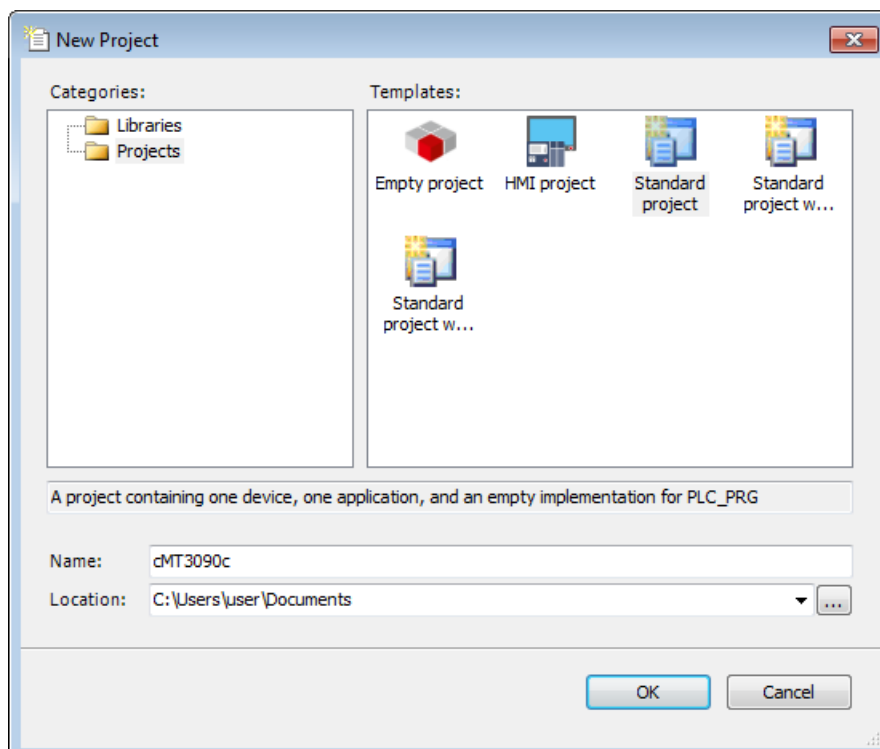 New Project
Categories:
Templates:
Libraries
Projects
Empty project
HMI project
Standard
project
Standard
project w...
Standard
project w...
A project containing one device, one application, and an empty implementation for PLC_PRG
Name:
cMT3090c
Location:
C:\Users\user\Documents
...
OK
Cancel